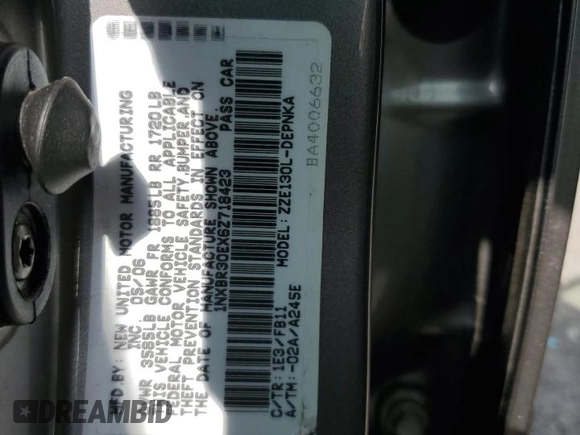 MFD.BY: NEW UNITED MOTOR MANUFACTURING
INC. 05/06
GVWR 3585LB GAWR FR 1885LB RR 1720LB
THIS VEHICLE CONFORMS TO ALL APPLICABLE
FEDERAL MOTOR VEHICLE SAFETY,BUMPER,AND
THEFT PREVENTION STANDARDS IN EFFECT ON
THE DATE OF MANUFACTURE SHOWN ABOVE.
1NXBR30EX6Z718423 PASS CAR
C/TR: 1E3/FB11 MODEL: ZZE130L-DEPNKA
A/TM:-02A/A245E
BA4006632
DREAMBID